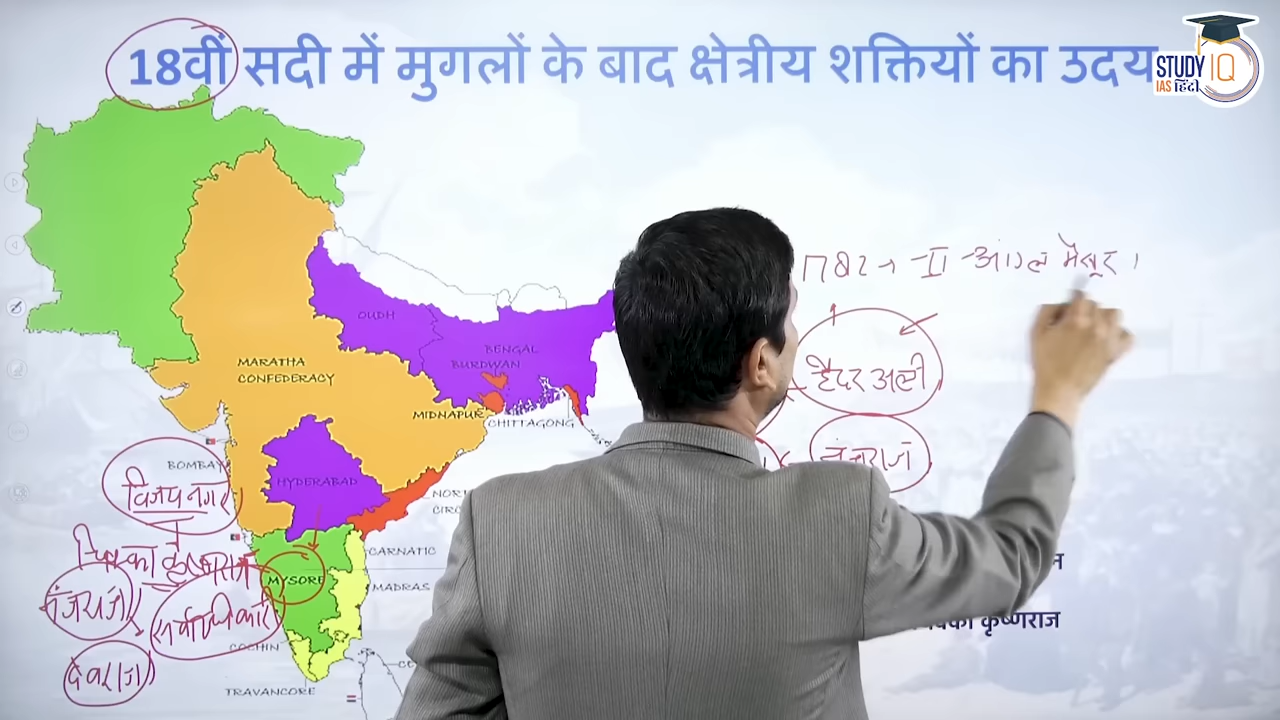 18वीं सदी में मुगलों के बाद क्षेत्रीय शक्तियों का उदय
STUDY IQ
IAS हिंदी
1782 → II आंग्ल मैसूर
OUDH
BENGAL
BURDWAN
MARATHA
CONFEDERACY
हैदर अली
MIDNAPUR
CHITTAGONG
नंजराज
BOMBAY
विजयनगर
HYDERABAD
CARNATIC
चिक्का कृष्णराज
MYSORE
MADRAS
नंजराज
सर्वाधिकारी
देवराज
COCHIN
कृष्णराज
TRAVANCORE